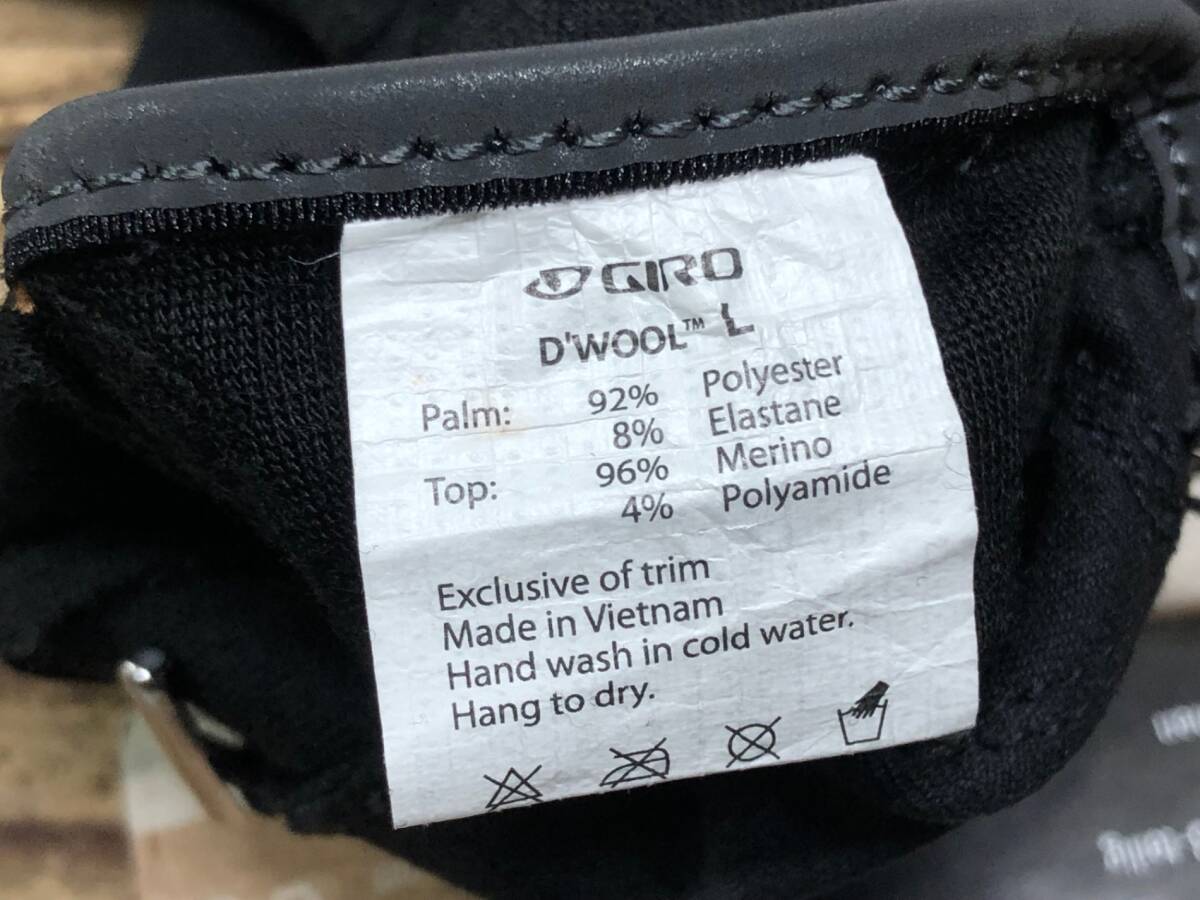 GIRO
D'WOOL™ L
Palm: 92% Polyester
8% Elastane
Top: 96% Merino
4% Polyamide
Exclusive of trim
Made in Vietnam
Hand wash in cold water.
Hang to dry.